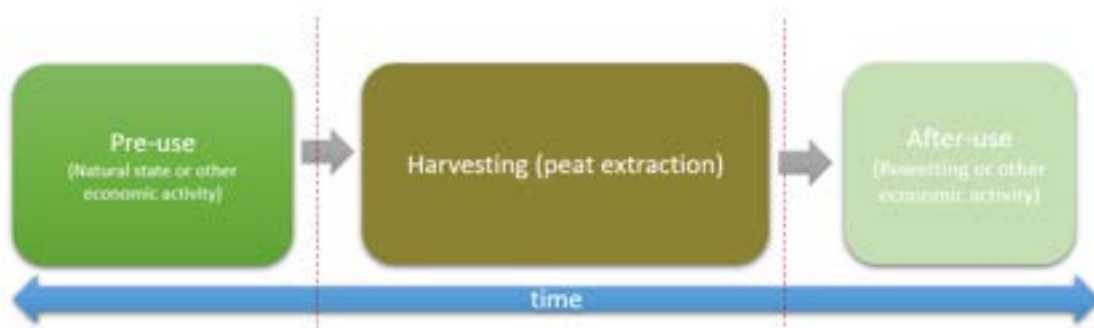 Pre-use
(Natural state or other
economic activity)
Harvesting (peat extraction)
After-use
(Rewetting or other
economic activity)
time